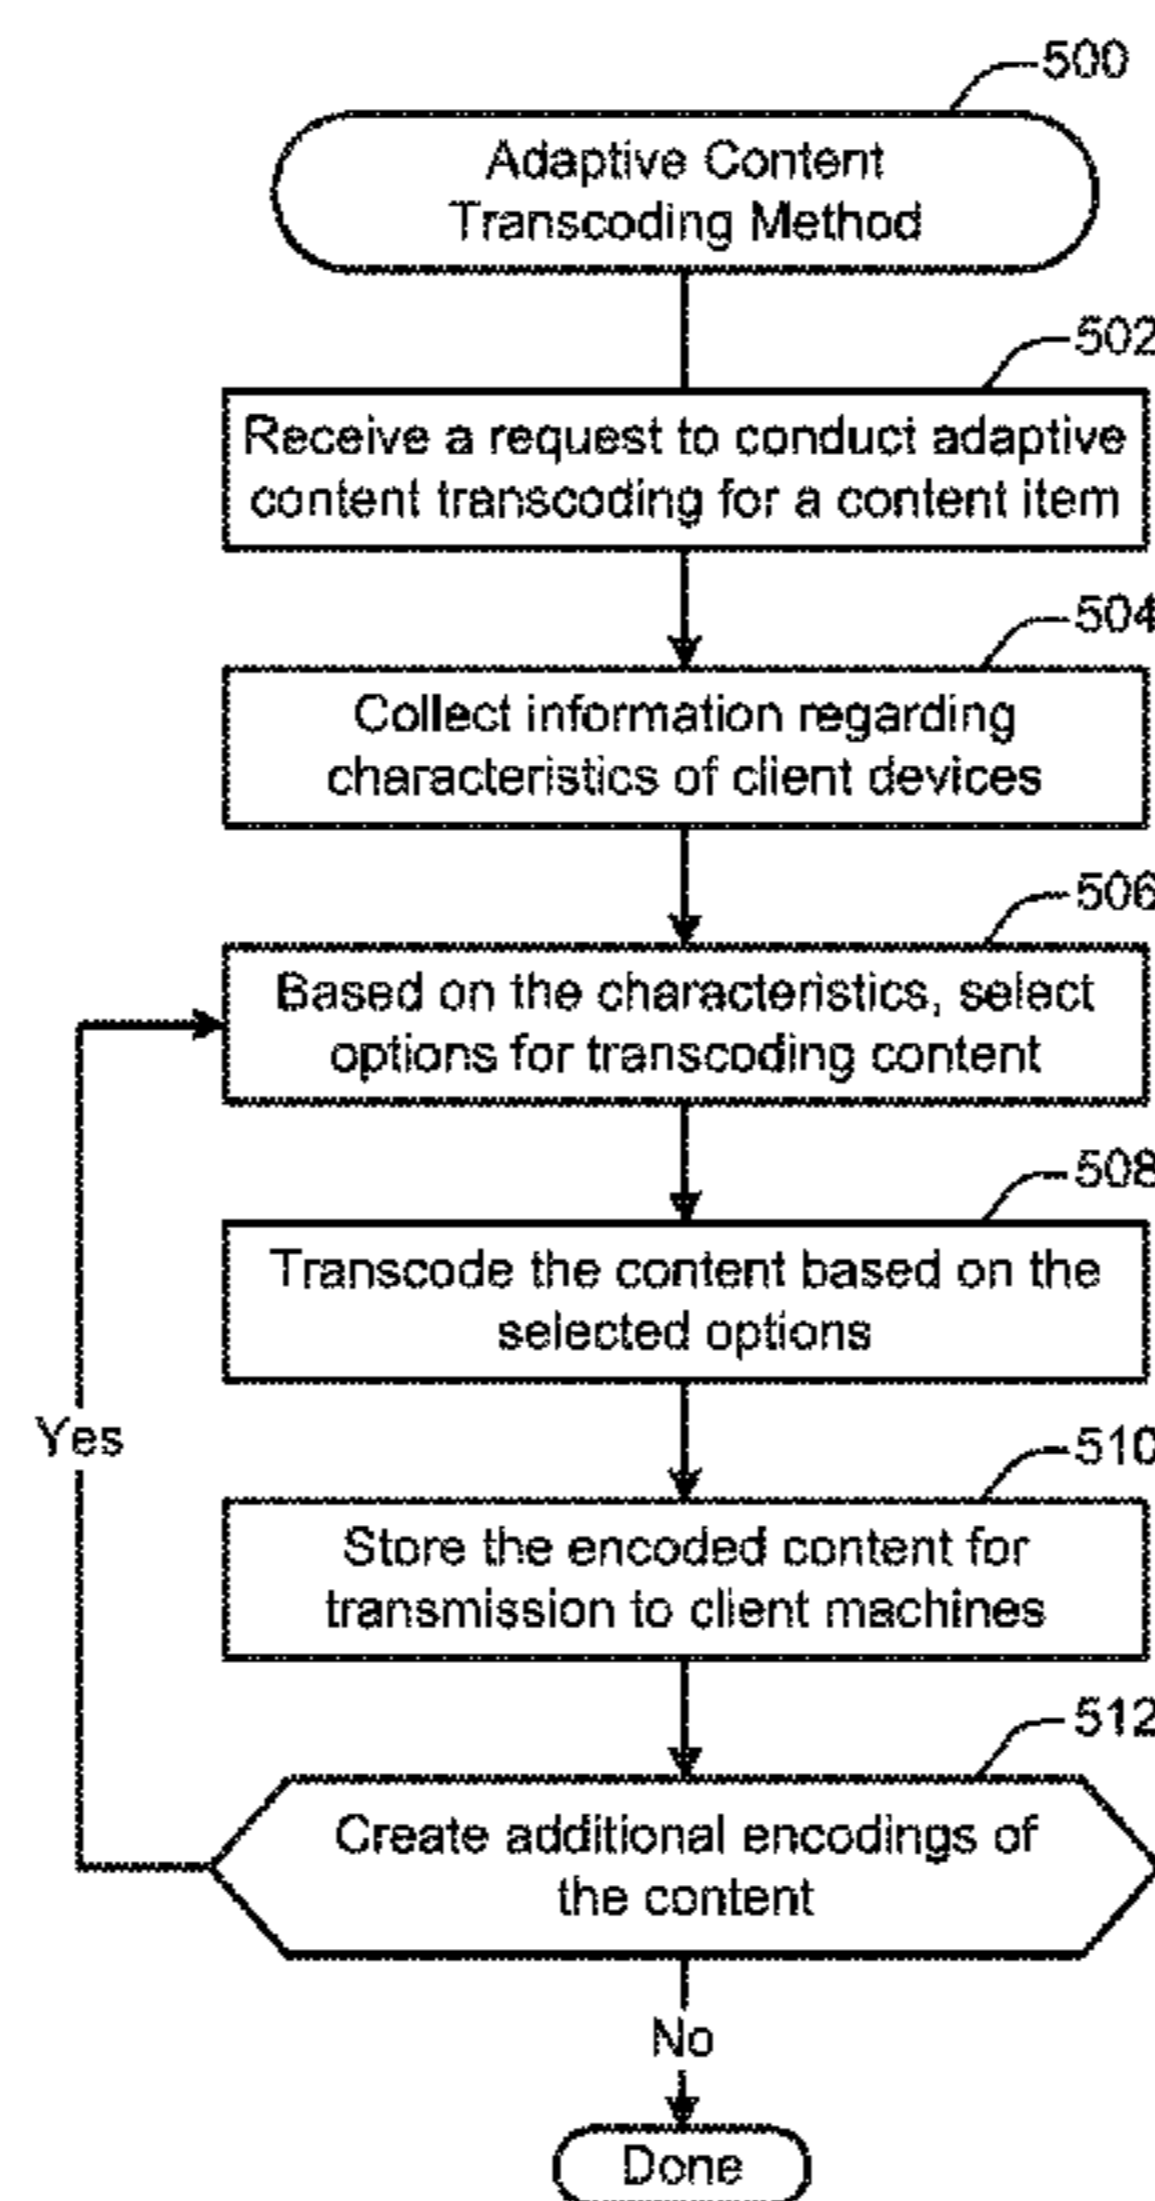 500
Adaptive Content
Transcoding Method
502
Receive a request to conduct adaptive
content transcoding for a content item
504
Collect information regarding
characteristics of client devices
506
Based on the characteristics, select
options for transcoding content
508
Transcode the content based on the
selected options
Yes
510
Store the encoded content for
transmission to client machines
512
Create additional encodings of
the content
No
Done